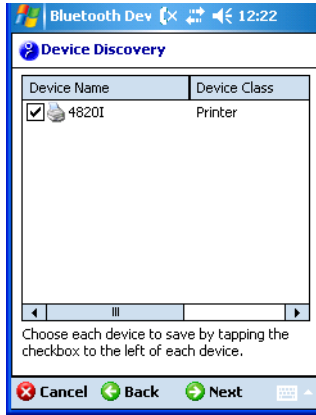 Bluetooth Dev 12:22
Device Discovery
Device Name Device Class
4820I Printer
Choose each device to save by tapping the
checkbox to the left of each device.
Cancel Back Next